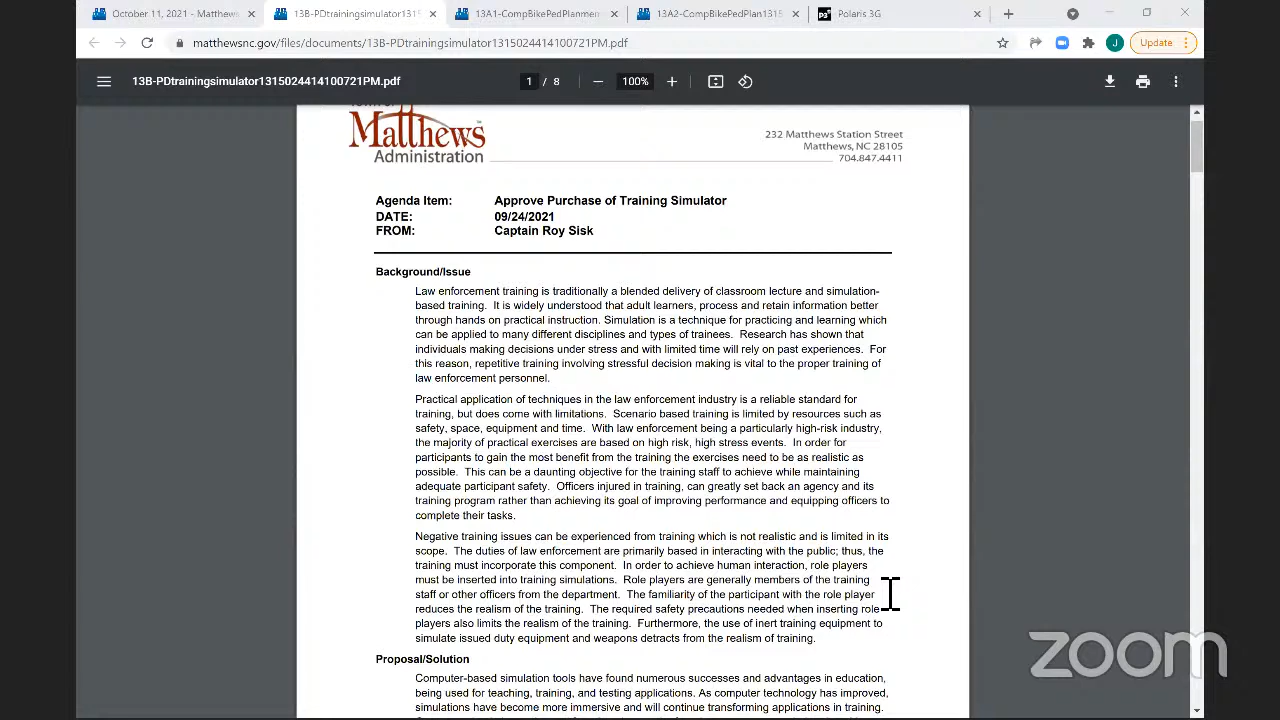 October 11, 2021 - Matthews
13B-PDtrainingsimulator1315
13A1-CompBikePedPlanmem
13A2-CompBikePedPlan1315
Polaris 3G
matthewsnc.gov/files/documents/13B-PDtrainingsimulator1315024414100721PM.pdf
J
Update
13B-PDtrainingsimulator1315024414100721PM.pdf
1 / 8
100%
Matthews
Administration
232 Matthews Station Street
Matthews, NC 28105
704.847.4411
Agenda Item: Approve Purchase of Training Simulator
DATE: 09/24/2021
FROM: Captain Roy Sisk
Background/Issue
Law enforcement training is traditionally a blended delivery of classroom lecture and simulation-
based training. It is widely understood that adult learners, process and retain information better
through hands on practical instruction. Simulation is a technique for practicing and learning which
can be applied to many different disciplines and types of trainees. Research has shown that
individuals making decisions under stress and with limited time will rely on past experiences. For
this reason, repetitive training involving stressful decision making is vital to the proper training of
law enforcement personnel.
Practical application of techniques in the law enforcement industry is a reliable standard for
training, but does come with limitations. Scenario based training is limited by resources such as
safety, space, equipment and time. With law enforcement being a particularly high-risk industry,
the majority of practical exercises are based on high risk, high stress events. In order for
participants to gain the most benefit from the training the exercises need to be as realistic as
possible. This can be a daunting objective for the training staff to achieve while maintaining
adequate participant safety. Officers injured in training, can greatly set back an agency and its
training program rather than achieving its goal of improving performance and equipping officers to
complete their tasks.
Negative training issues can be experienced from training which is not realistic and is limited in its
scope. The duties of law enforcement are primarily based in interacting with the public; thus, the
training must incorporate this component. In order to achieve human interaction, role players
must be inserted into training simulations. Role players are generally members of the training
staff or other officers from the department. The familiarity of the participant with the role player
reduces the realism of the training. The required safety precautions needed when inserting role
players also limits the realism of the training. Furthermore, the use of inert training equipment to
simulate issued duty equipment and weapons detracts from the realism of training.
Proposal/Solution
Computer-based simulation tools have found numerous successes and advantages in education,
being used for teaching, training, and testing applications. As computer technology has improved,
simulations have become more immersive and will continue transforming applications in training.
zoom